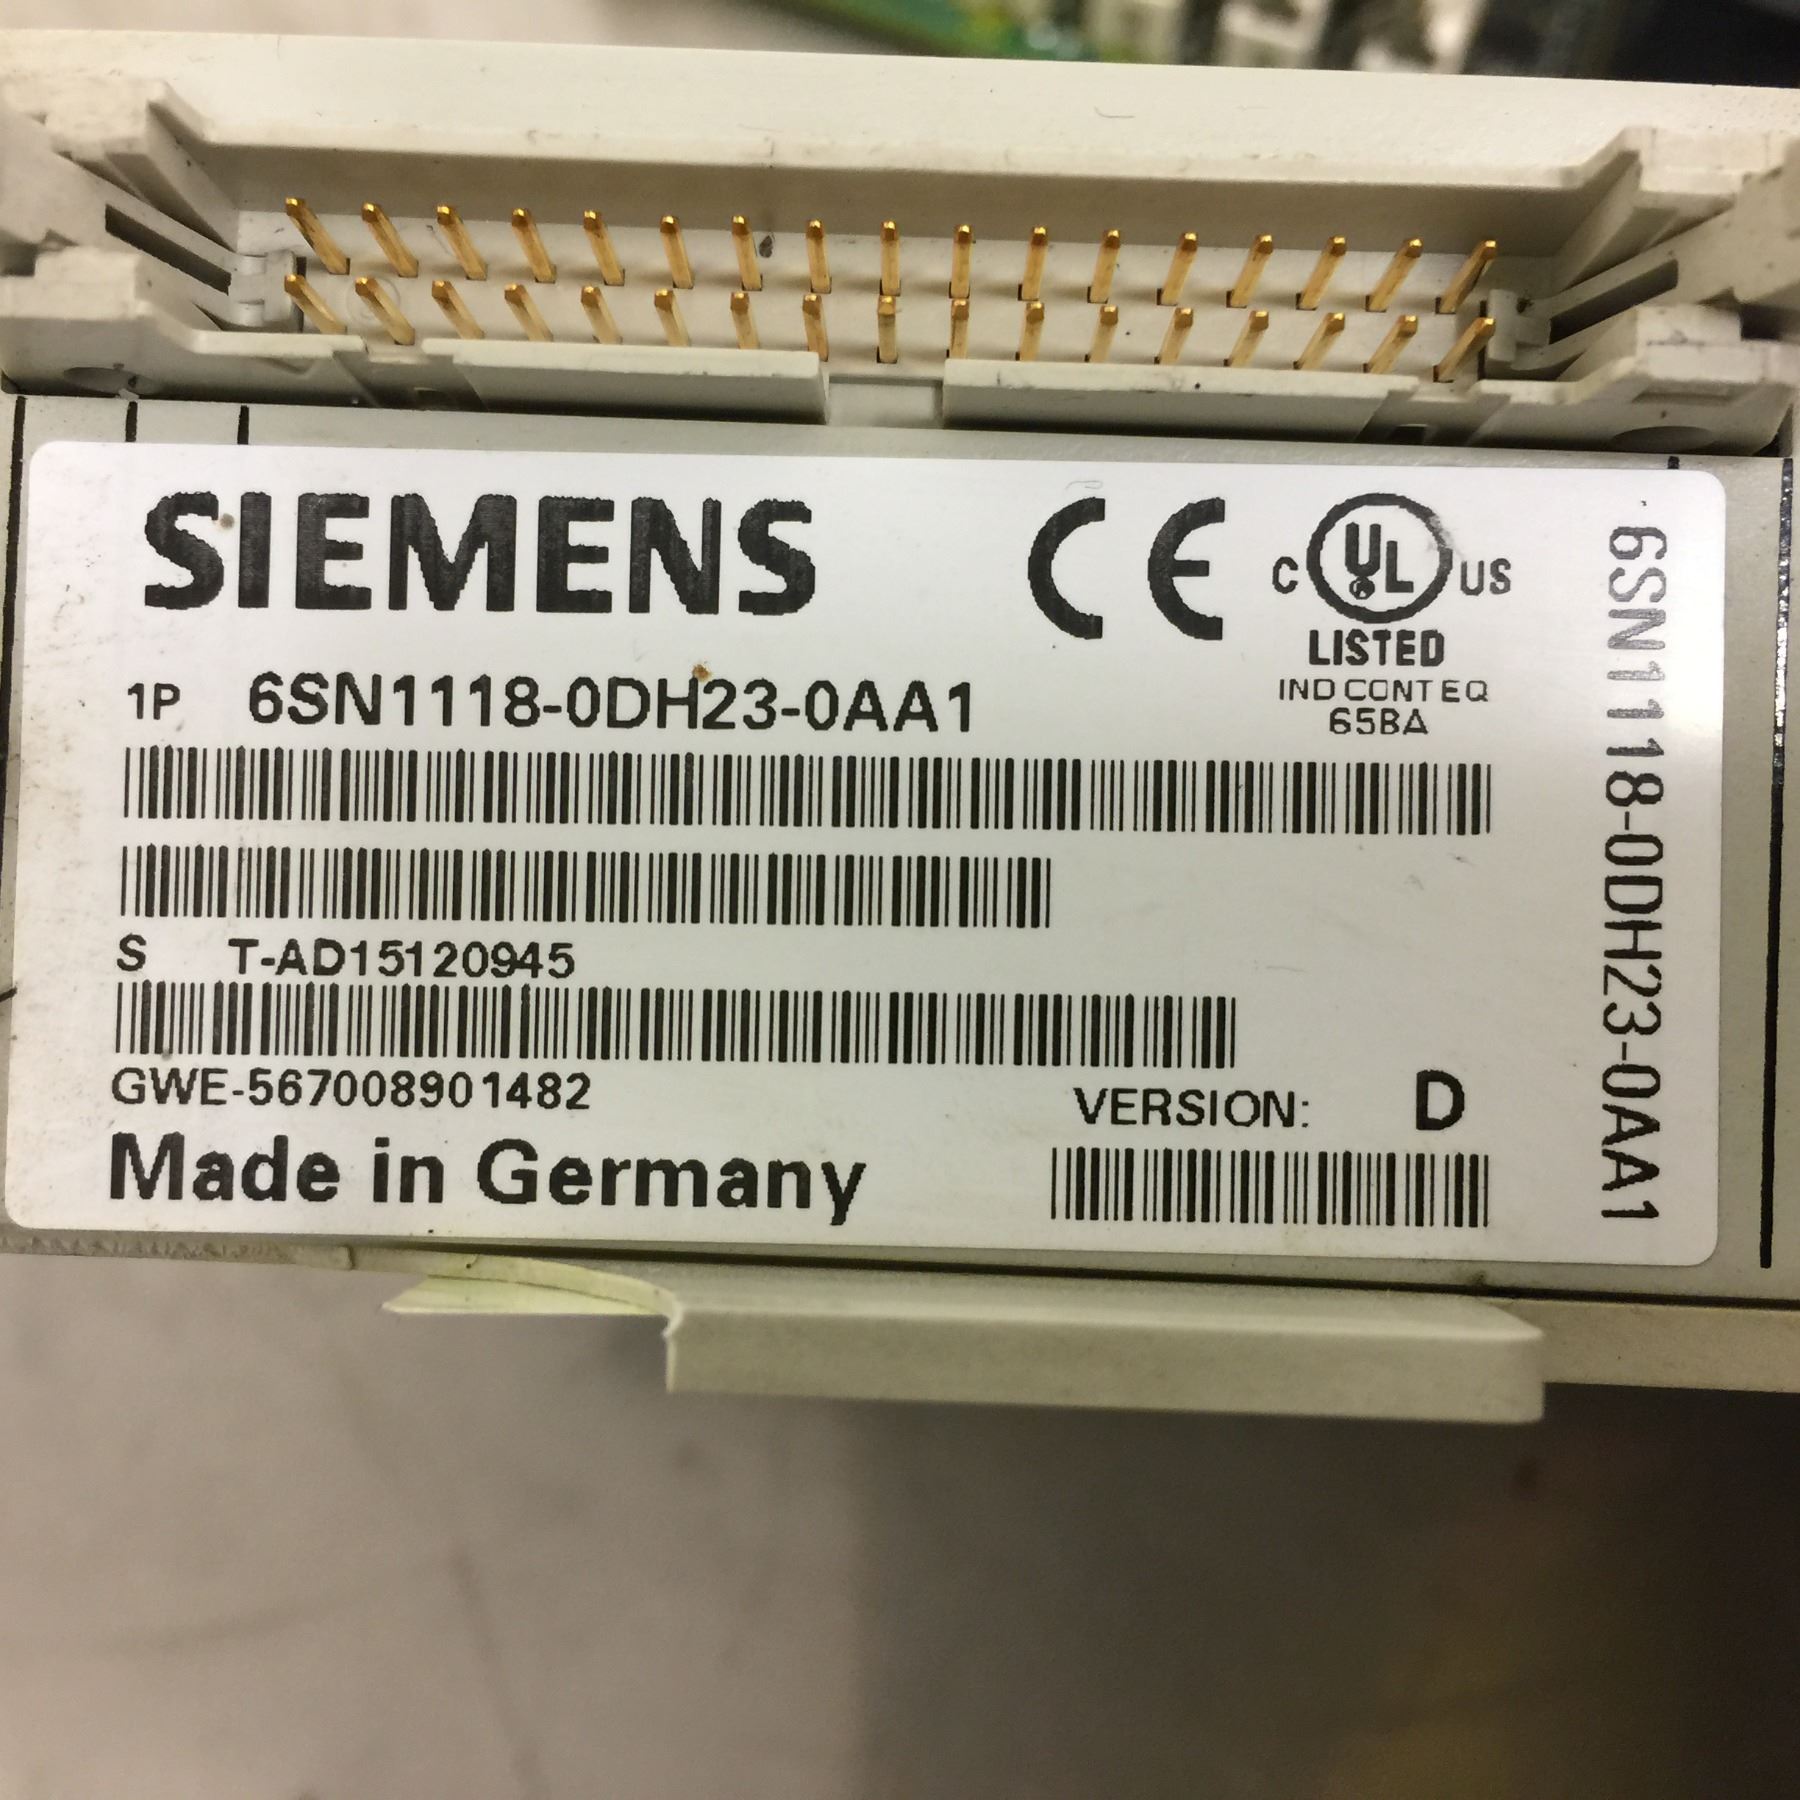 SIEMENS
CE
C UL US
LISTED
IND CONT EQ
65BA
1P 6SN1118-0DH23-0AA1
S T-AD15120945
GWE-567008901482
VERSION: D
Made in Germany
6SN1118-0DH23-0AA1